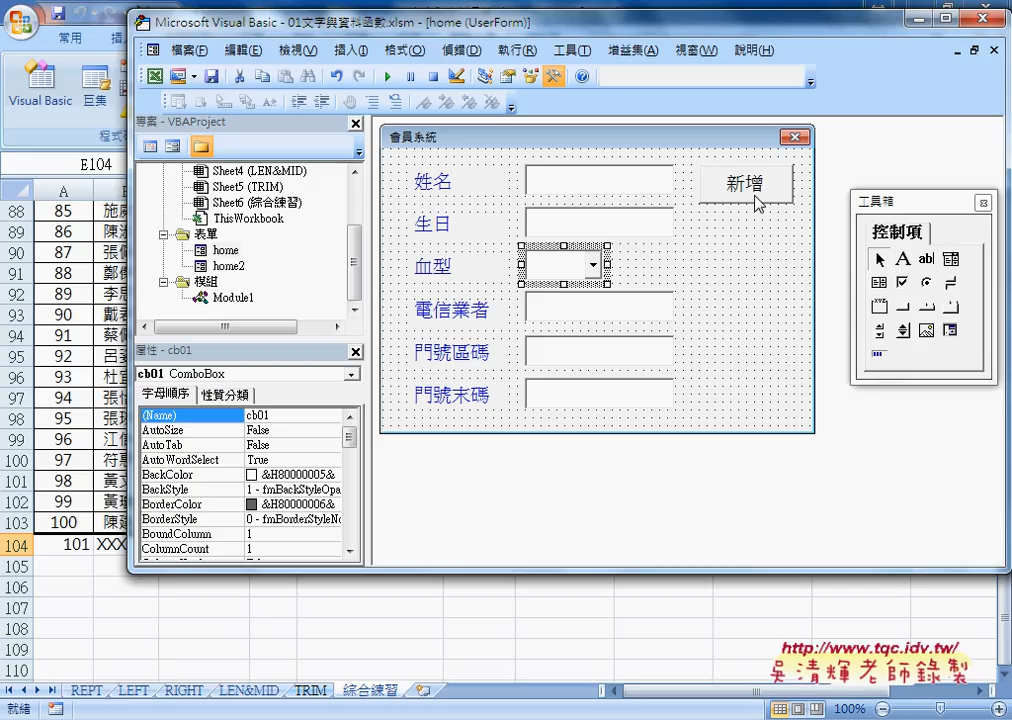 Microsoft Visual Basic - 01文字與資料函數.xlsm - [home (UserForm)]
常用
檔案(F) 編輯(E) 檢視(V) 插入(I) 格式(O) 偵錯(D) 執行(R) 工具(T) 增益集(A) 視窗(W) 說明(H)
Visual Basic 巨集
專案 - VBAProject
E104
A
Sheet4 (LEN&MID)
Sheet5 (TRIM)
Sheet6 (綜合練習)
ThisWorkbook
表單
home
home2
模組
Module1
屬性 - cb01
cb01 ComboBox
字母順序 性質分類
(Name) cb01
AutoSize False
AutoTab False
AutoWordSelect True
BackColor &H80000005&
BackStyle 1 - fmBackStyleOpa
BorderColor &H80000006&
BorderStyle 0 - fmBorderStyleNo
BoundColumn 1
ColumnCount 1
會員系統
姓名
新增
生日
血型
電信業者
門號區碼
門號末碼
工具箱
控制項
88 85
89 86
90 87
91 88
92 89
93 90
94 91
95 92
96 93
97 94
98 95
99 96
100 97
101 98
102 99
103 100
104 101 XXX
105
106
107
108
109
110
http://www.tqc.idv.tw/
吳清輝老師錄製
REPT LEFT RIGHT LEN&MID TRIM 綜合練習
就緒
100%